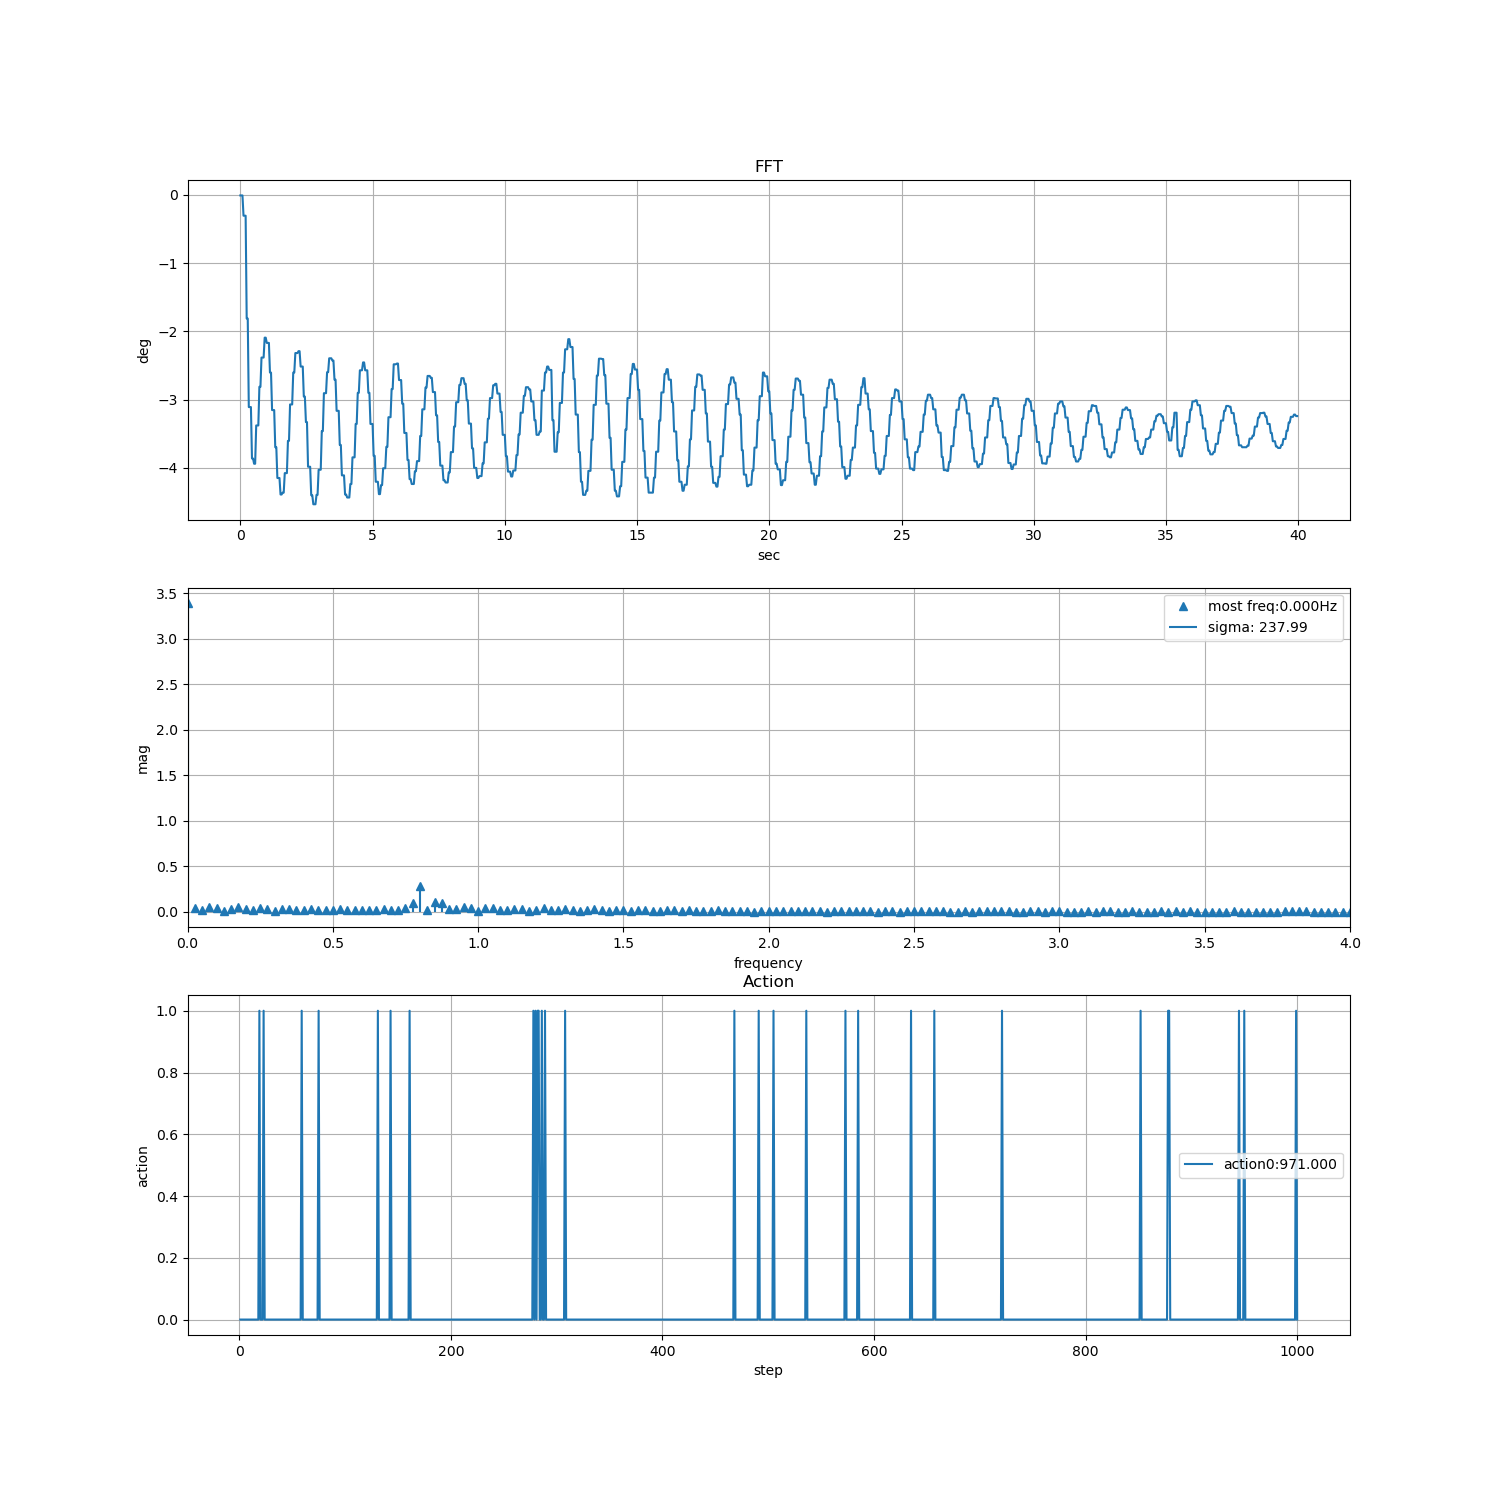 FFT
0
−1
−2
−3
−4
deg
0 5 10 15 20 25 30 35 40
sec
3.5
3.0
2.5
2.0
1.5
1.0
0.5
0.0
mag
most freq:0.000Hz
sigma: 237.99
0.0 0.5 1.0 1.5 2.0 2.5 3.0 3.5 4.0
frequency
Action
1.0
0.8
0.6
0.4
0.2
0.0
action
action0:971.000
0 200 400 600 800 1000
step